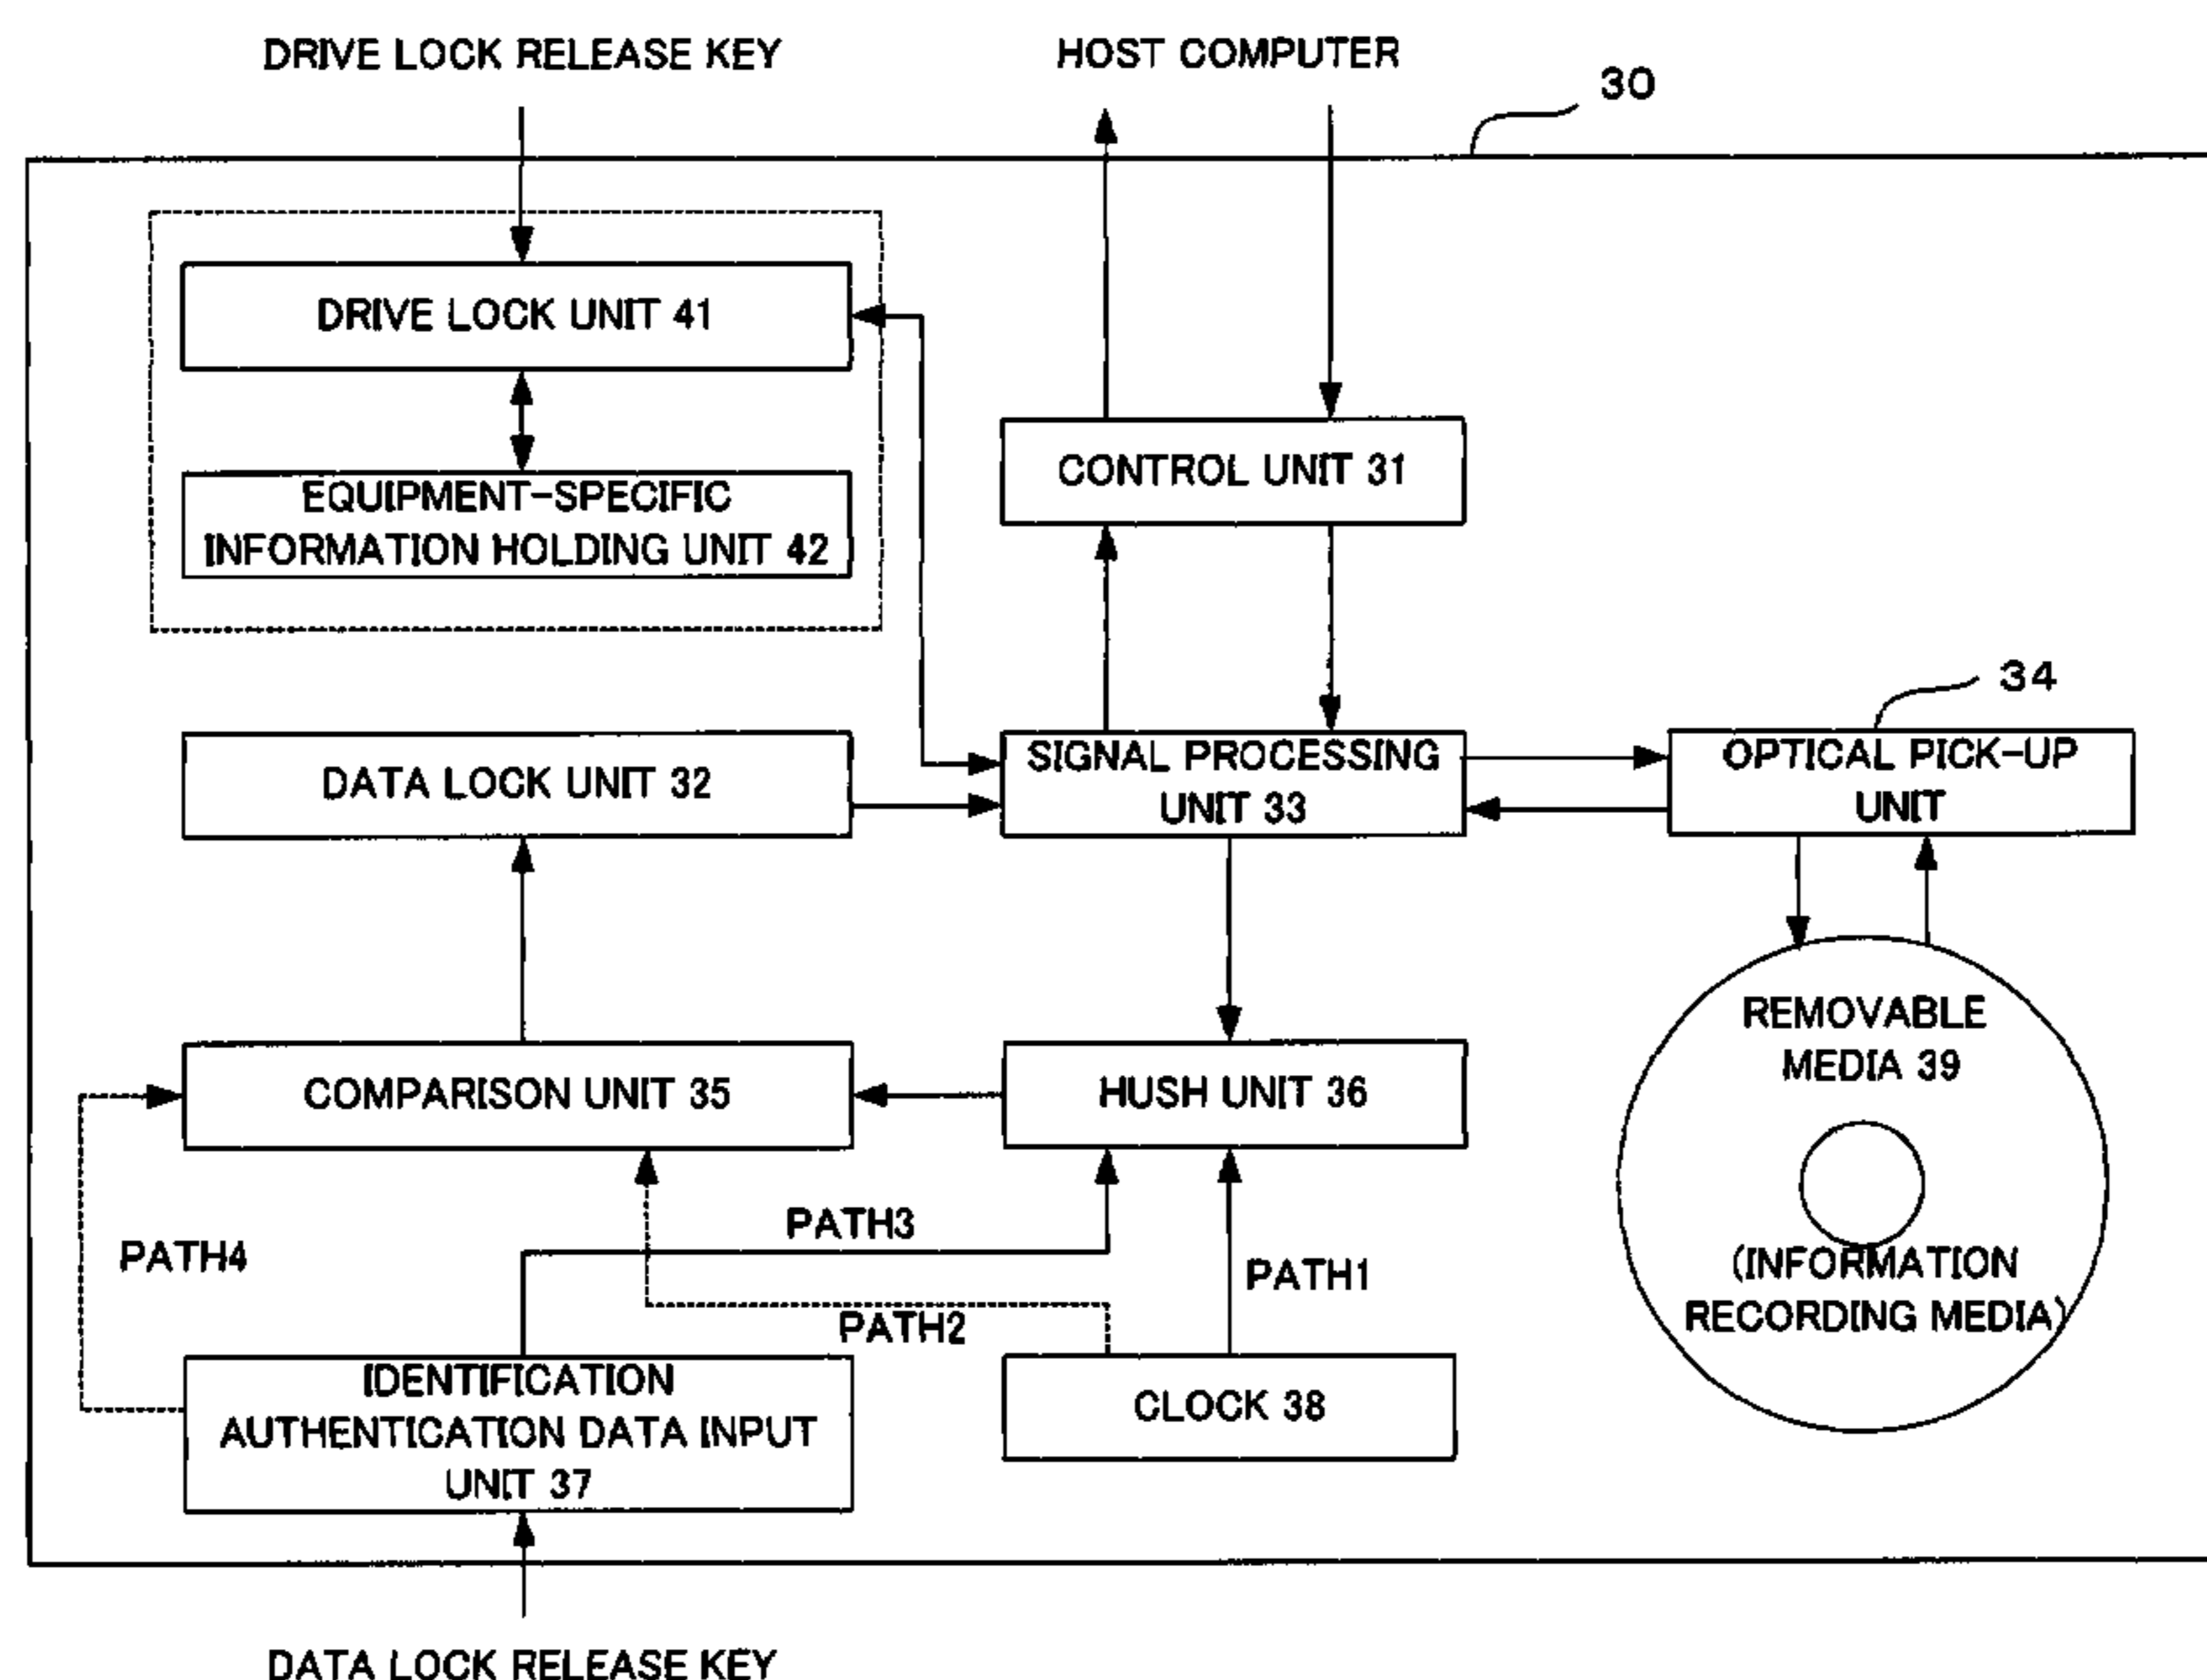 DRIVE LOCK RELEASE KEY
HOST COMPUTER
30
DRIVE LOCK UNIT 41
EQUIPMENT-SPECIFIC
INFORMATION HOLDING UNIT 42
CONTROL UNIT 31
34
DATA LOCK UNIT 32
SIGNAL PROCESSING
UNIT 33
OPTICAL PICK-UP
UNIT
COMPARISON UNIT 35
HUSH UNIT 36
REMOVABLE
MEDIA 39
(INFORMATION
RECORDING MEDIA)
PATH3
PATH4
PATH1
PATH2
IDENTIFICATION
AUTHENTICATION DATA INPUT
UNIT 37
CLOCK 38
DATA LOCK RELEASE KEY